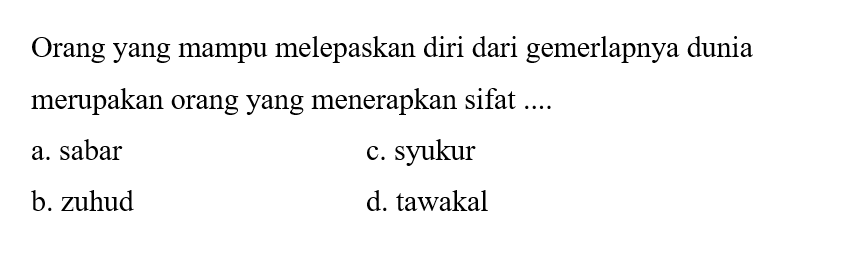 Orang yang mampu melepaskan diri dari gemerlapnya dunia
merupakan orang yang menerapkan sifat ....
a. sabar c. syukur
b. zuhud d. tawakal